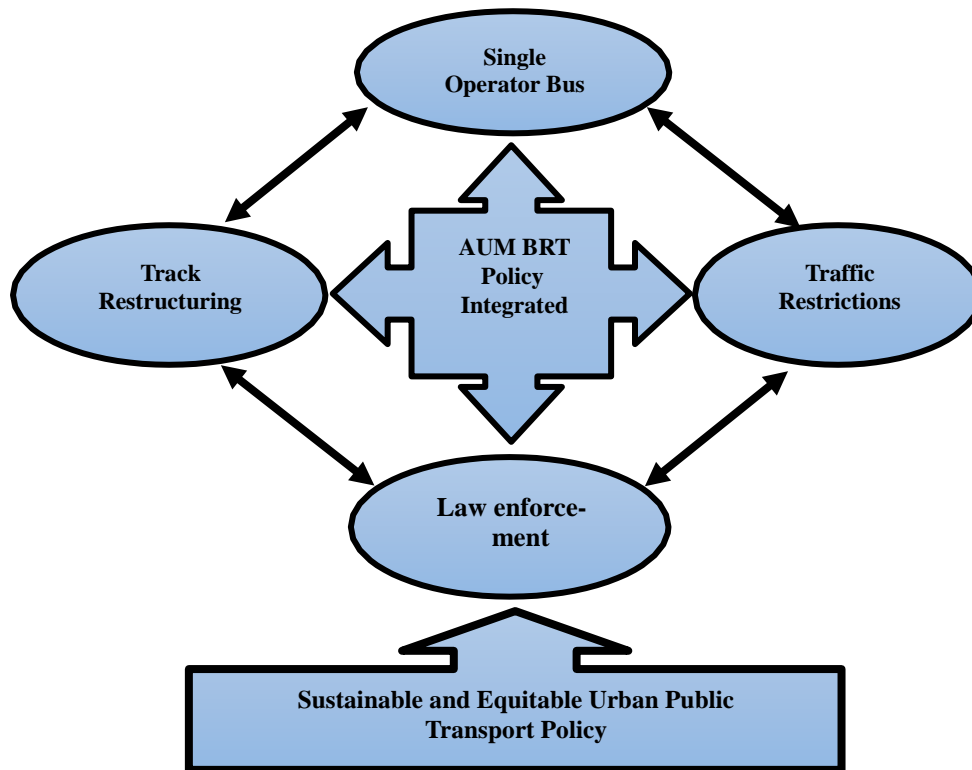 Single
Operator Bus
AUM BRT
Policy
Integrated
Track
Restructuring
Traffic
Restrictions
Law enforce-
ment
Sustainable and Equitable Urban Public
Transport Policy